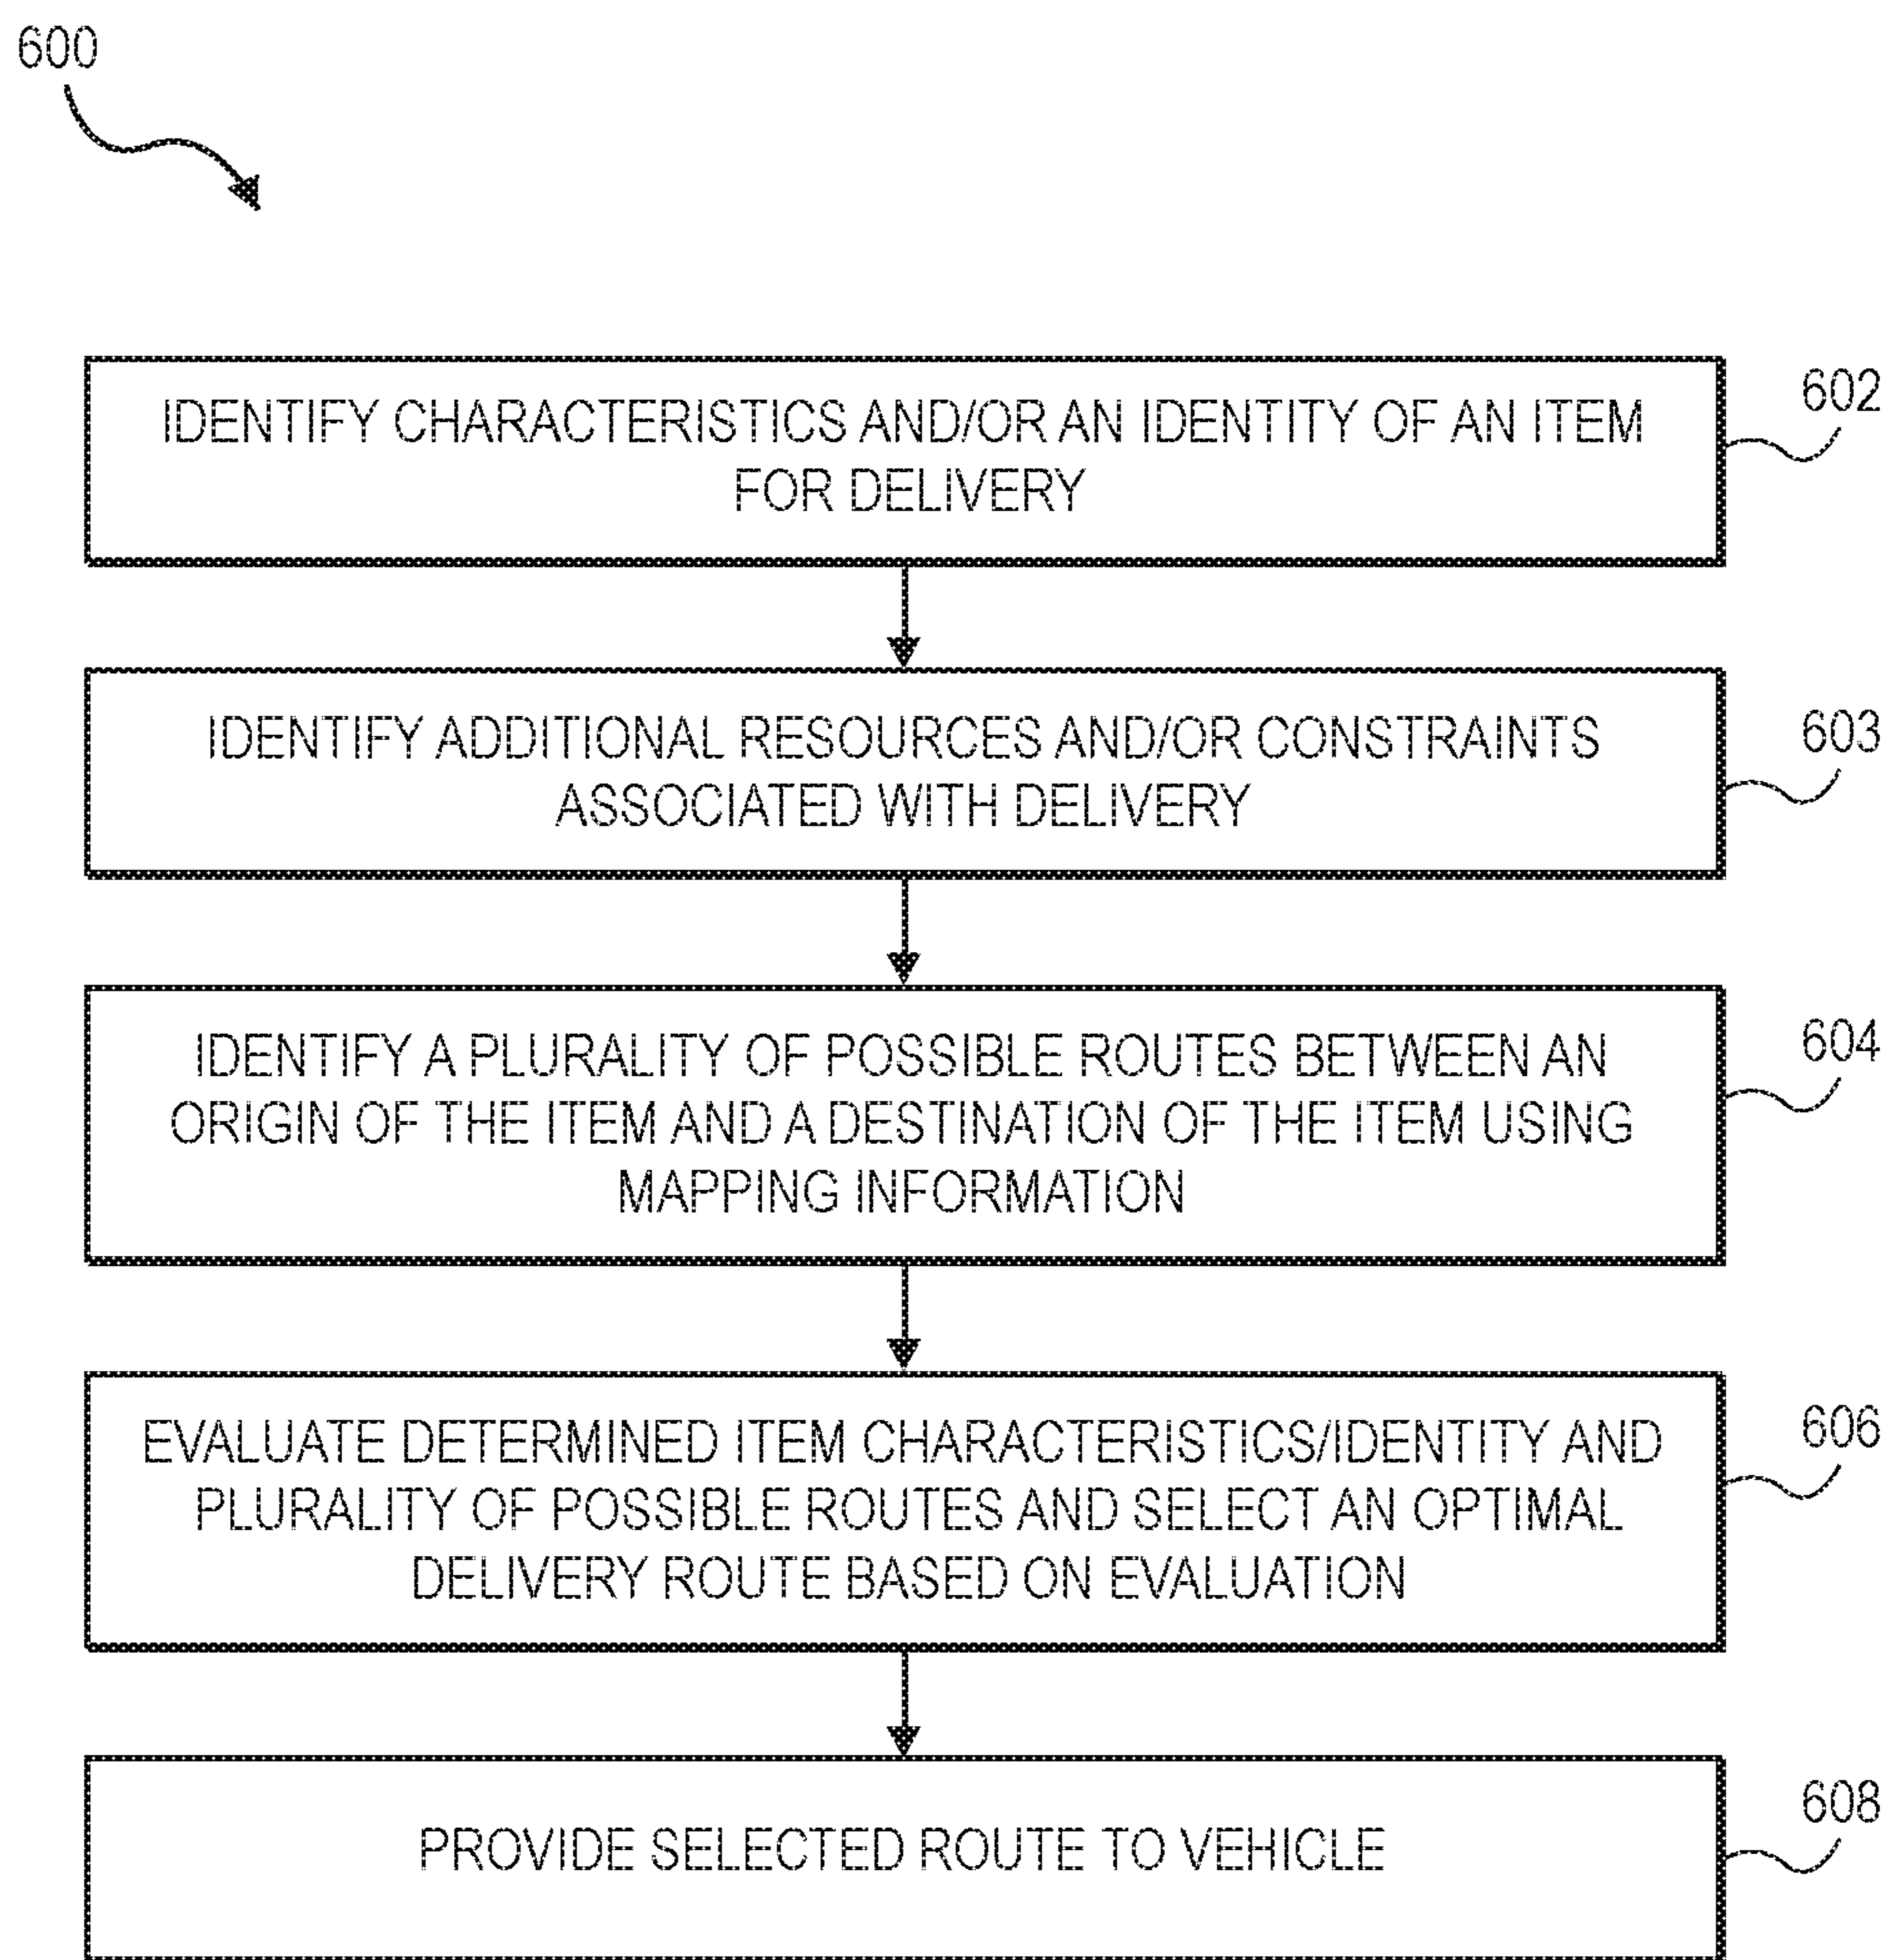 600
IDENTIFY CHARACTERISTICS AND/OR AN IDENTITY OF AN ITEM
FOR DELIVERY
602
IDENTIFY ADDITIONAL RESOURCES AND/OR CONSTRAINTS
ASSOCIATED WITH DELIVERY
603
IDENTIFY A PLURALITY OF POSSIBLE ROUTES BETWEEN AN
ORIGIN OF THE ITEM AND A DESTINATION OF THE ITEM USING
MAPPING INFORMATION
604
EVALUATE DETERMINED ITEM CHARACTERISTICS/IDENTITY AND
PLURALITY OF POSSIBLE ROUTES AND SELECT AN OPTIMAL
DELIVERY ROUTE BASED ON EVALUATION
606
PROVIDE SELECTED ROUTE TO VEHICLE
608